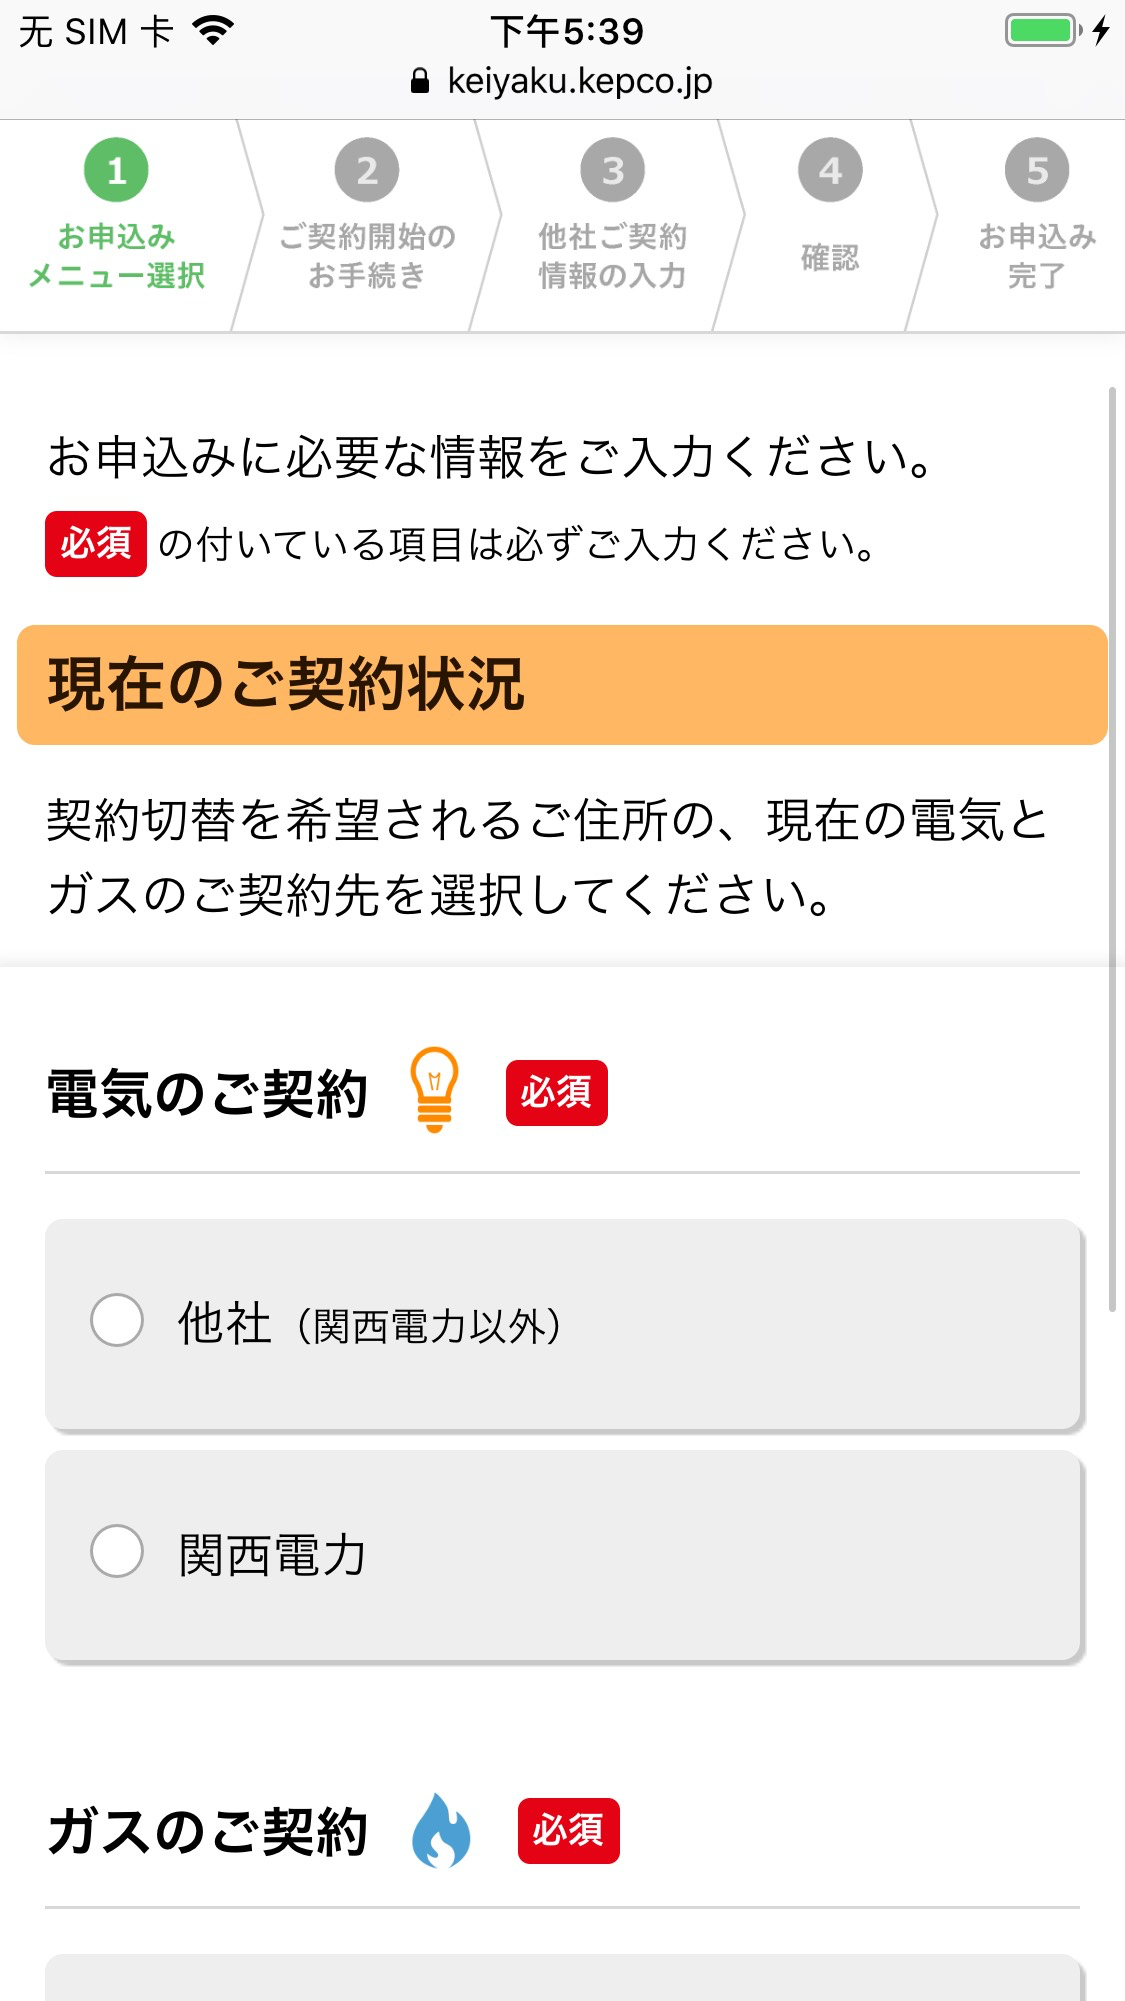 无 SIM 卡
下午5:39
keiyaku.kepco.jp
1
お申込み
メニュー選択
2
ご契約開始の
お手続き
3
他社ご契約
情報の入力
4
確認
5
お申込み
完了
お申込みに必要な情報をご入力ください。
必須 の付いている項目は必ずご入力ください。
現在のご契約状況
契約切替を希望されるご住所の、現在の電気と
ガスのご契約先を選択してください。
電気のご契約 必須
他社（関西電力以外）
関西電力
ガスのご契約 必須